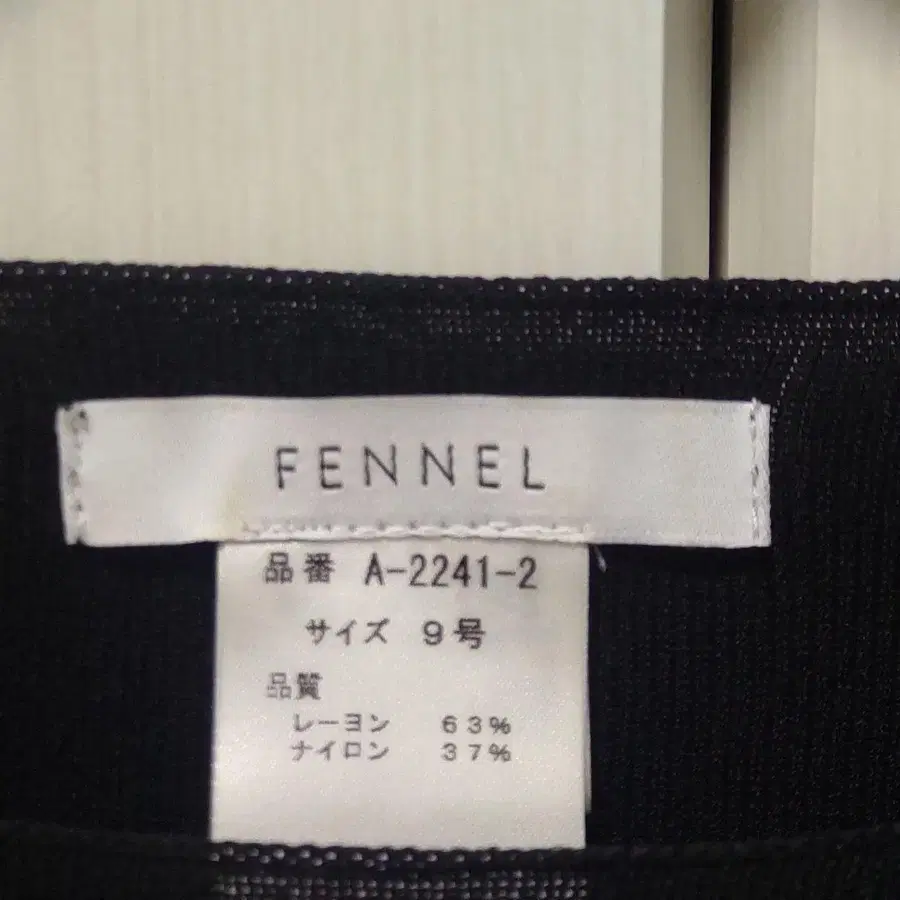 FENNEL
品番 A-2241-2
サイズ 9号
品質
レーヨン 63%
ナイロン 37%